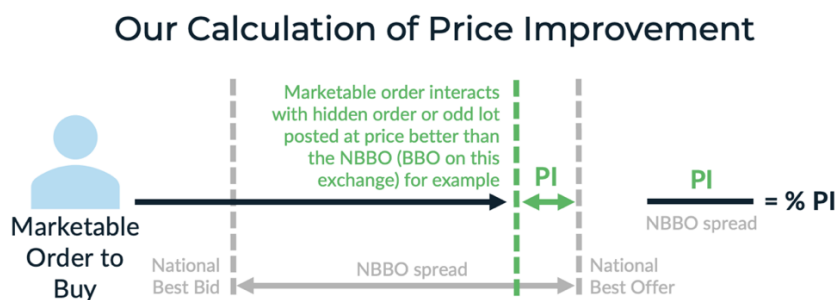 Our Calculation of Price Improvement
Marketable order interacts
with hidden order or odd lot
posted at price better than
the NBBO (BBO on this
exchange) for example
PI
PI
= % PI
NBBO spread
Marketable
Order to
Buy
National
Best Bid
NBBO spread
National
Best Offer